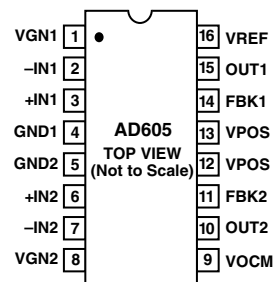 VGN1 1 16 VREF
–IN1 2 15 OUT1
+IN1 3 14 FBK1
GND1 4 AD605 13 VPOS
GND2 5 TOP VIEW 12 VPOS
(Not to Scale)
+IN2 6 11 FBK2
–IN2 7 10 OUT2
VGN2 8 9 VOCM